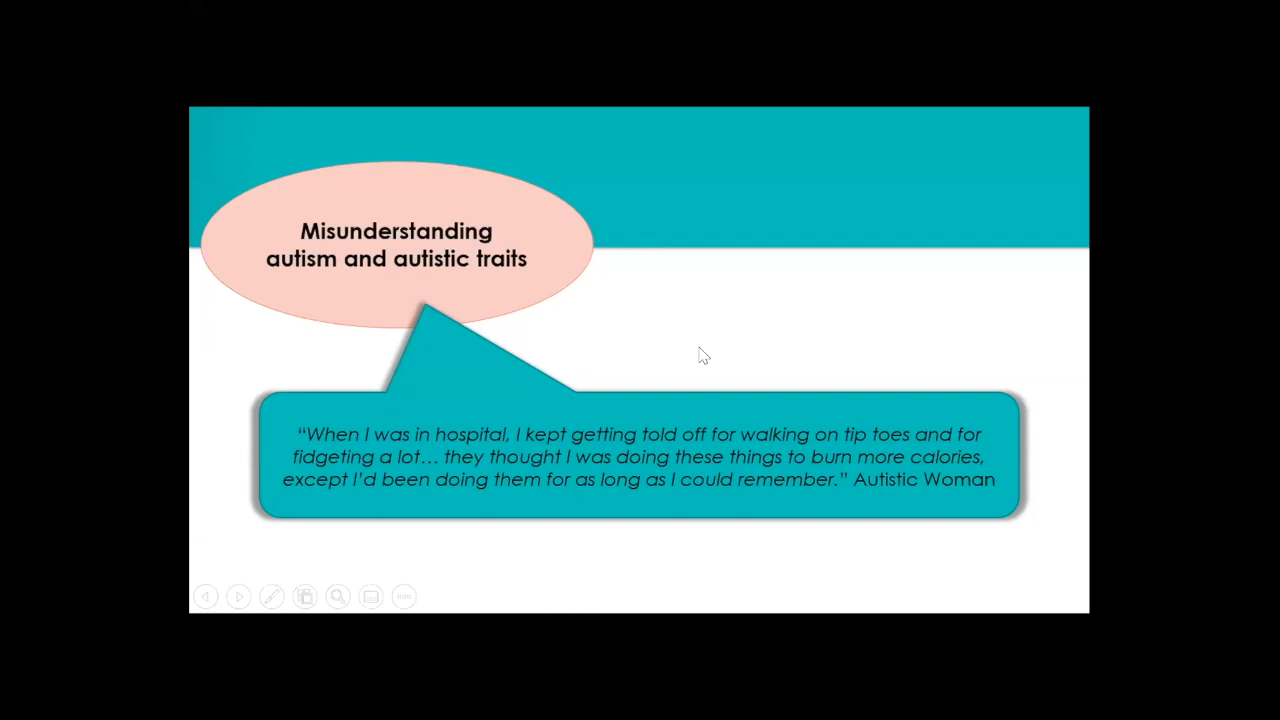 Misunderstanding
autism and autistic traits
“When I was in hospital, I kept getting told off for walking on tip toes and for
fidgeting a lot… they thought I was doing these things to burn more calories,
except I’d been doing them for as long as I could remember.” Autistic Woman